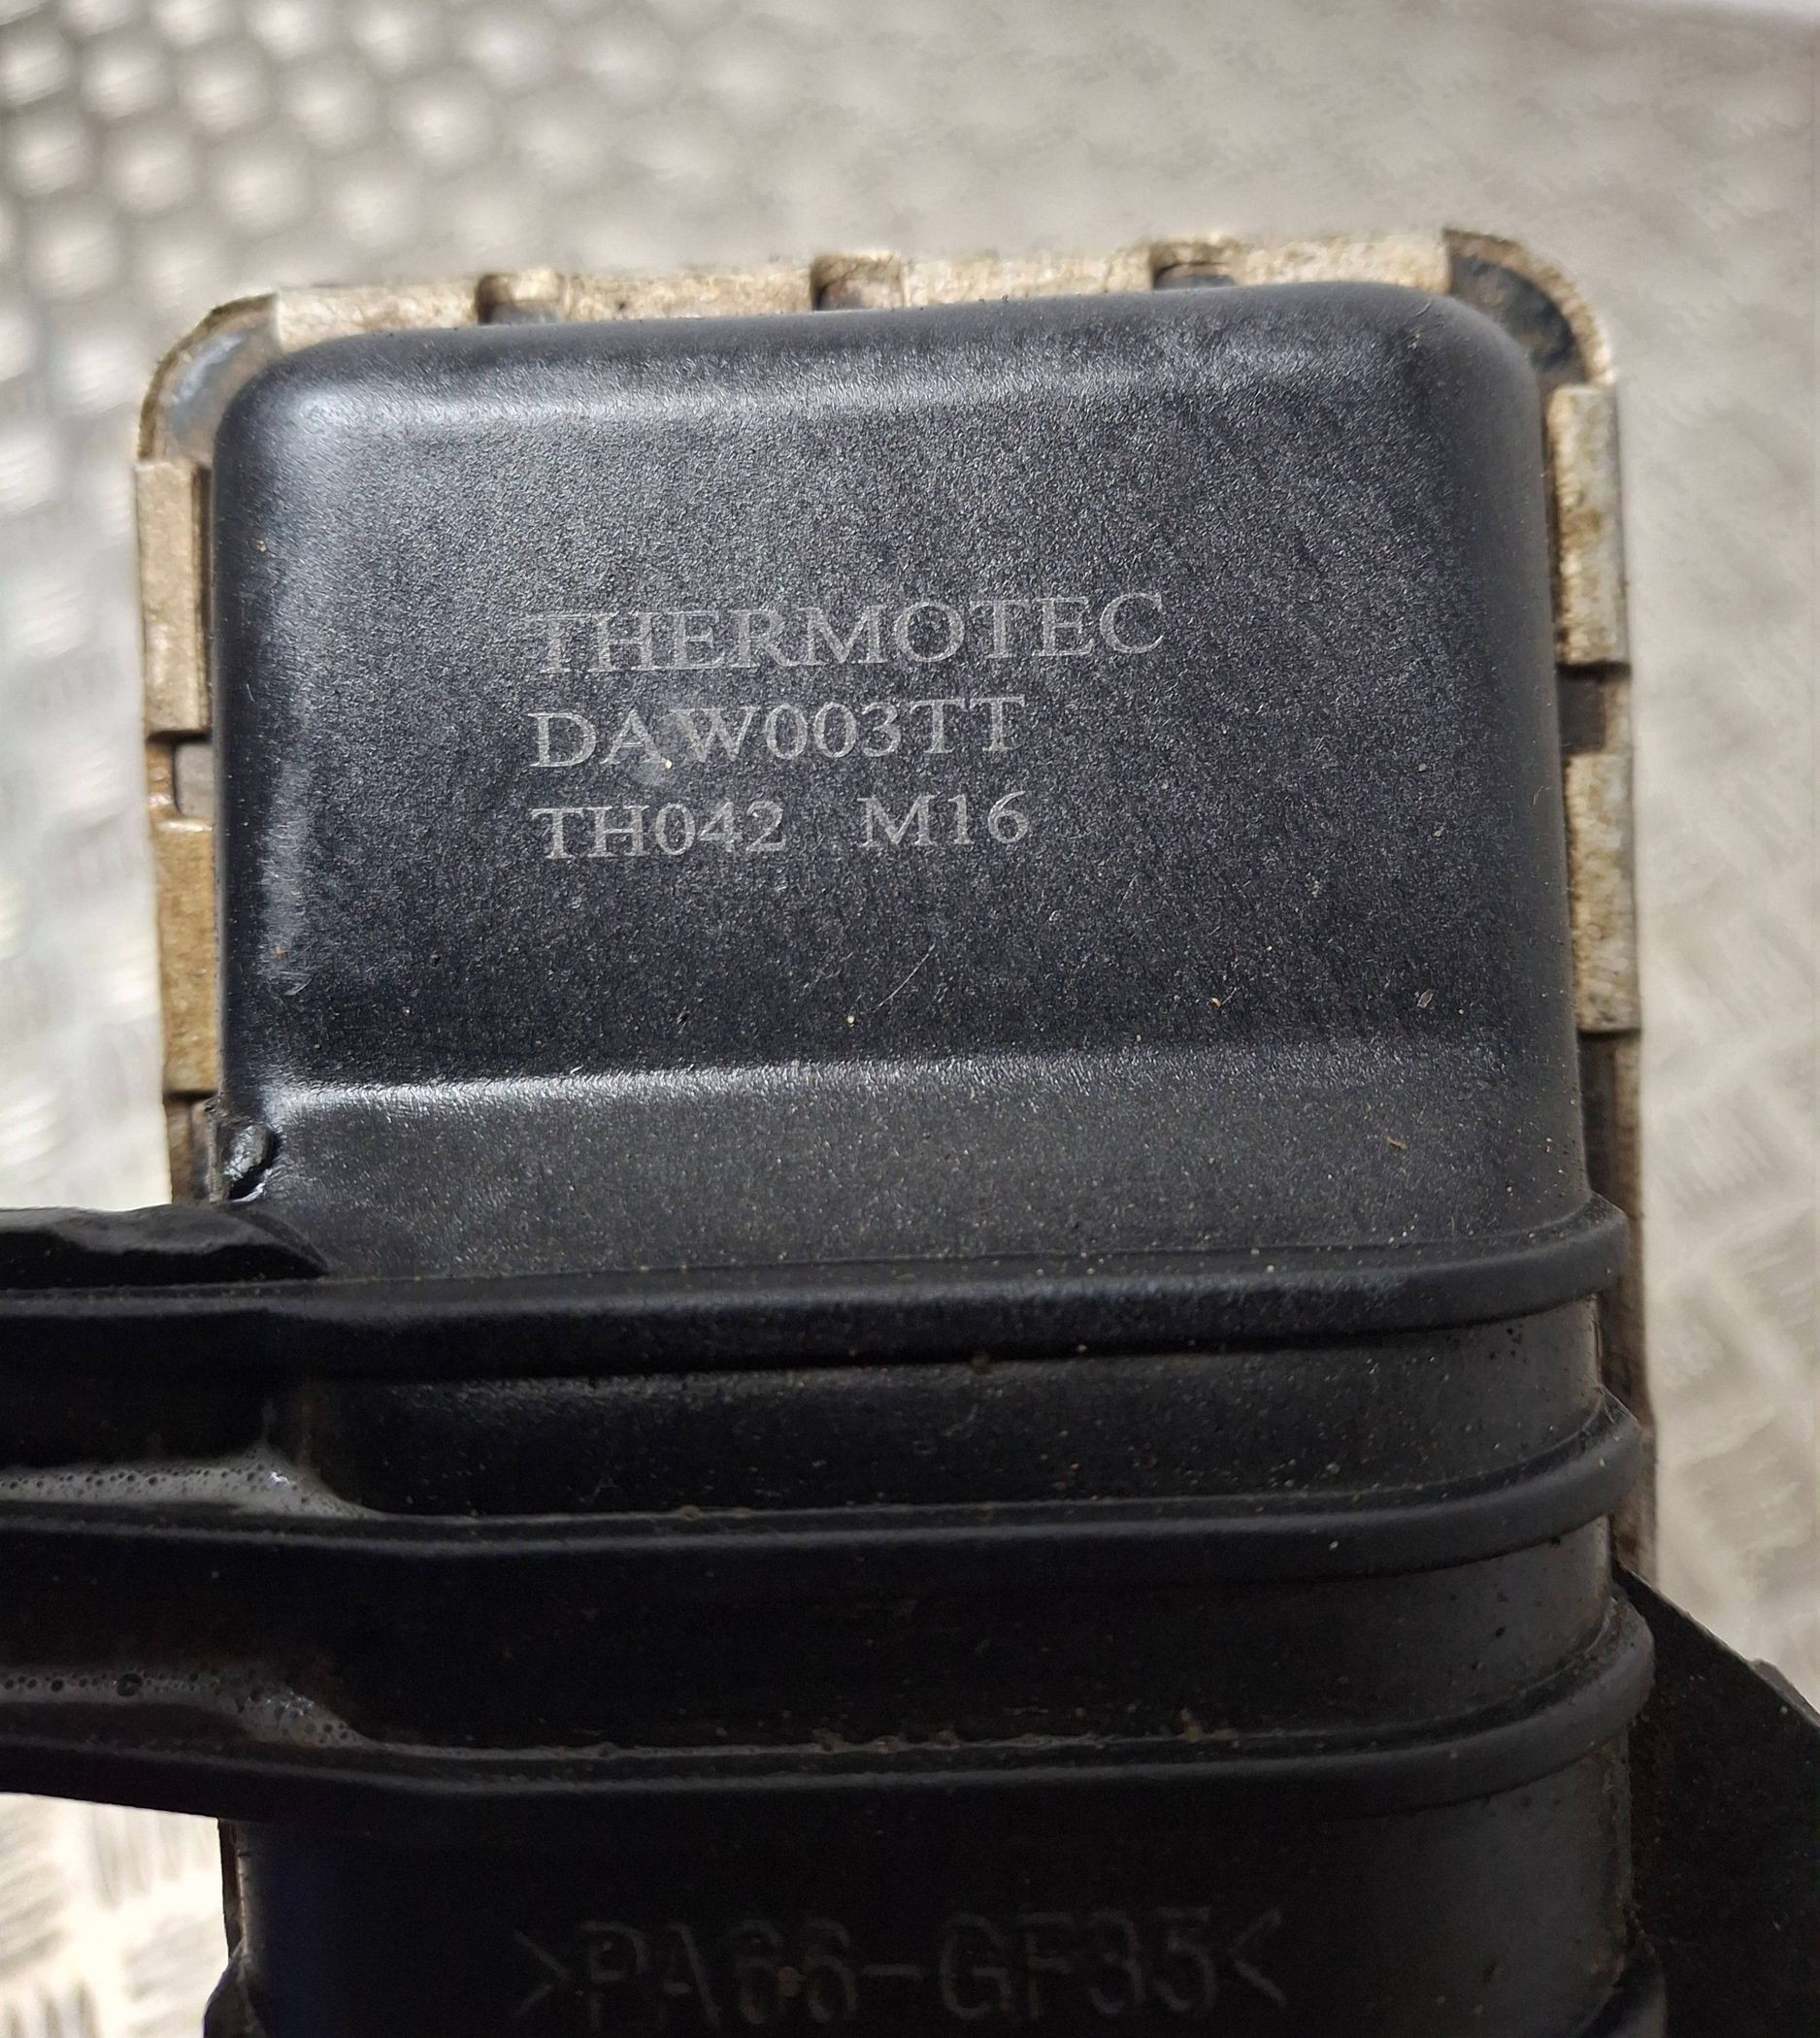 THERMOTEC
DAW003TT
TH042 M16
>PA66-GF35<